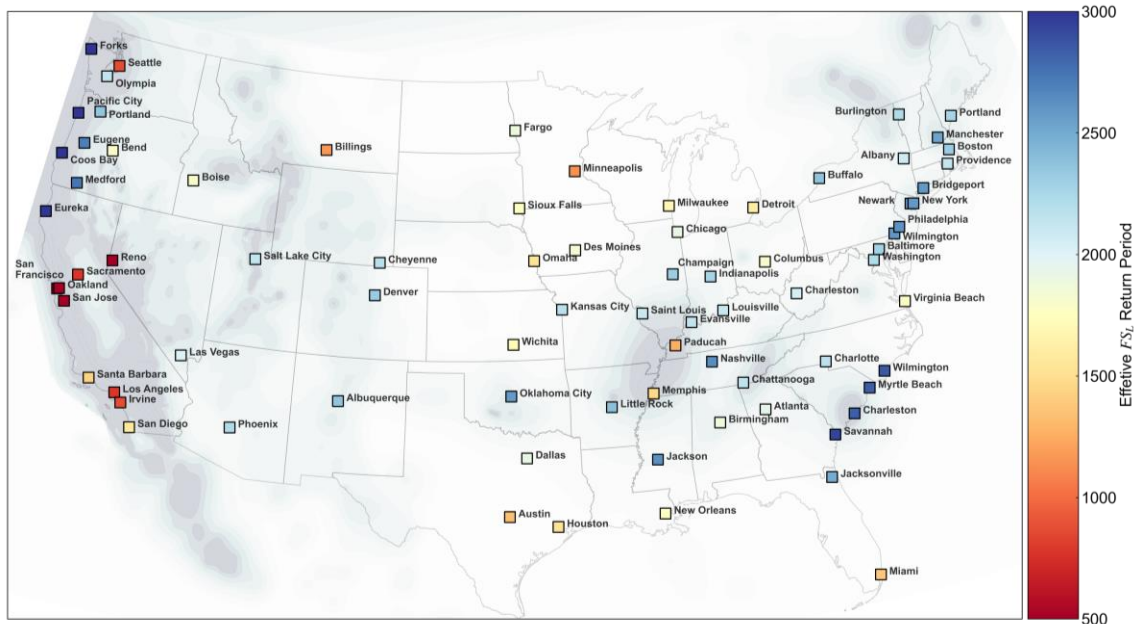 Forks
Seattle
Olympia
Pacific City
Portland
Eugene
Bend
Coos Bay
Medford
Eureka
Boise
Billings
Fargo
Minneapolis
Sioux Falls
Milwaukee
Detroit
Buffalo
Burlington
Portland
Manchester
Boston
Albany
Providence
Bridgeport
Newark
New York
Philadelphia
Wilmington
Baltimore
Washington
Reno
San
Francisco
Sacramento
Oakland
San Jose
Salt Lake City
Cheyenne
Denver
Omaha
Des Moines
Chicago
Champaign
Indianapolis
Columbus
Charleston
Virginia Beach
Kansas City
Saint Louis
Louisville
Evansville
Las Vegas
Wichita
Paducah
Nashville
Charlotte
Wilmington
Santa Barbara
Los Angeles
Irvine
San Diego
Phoenix
Albuquerque
Oklahoma City
Little Rock
Memphis
Chattanooga
Myrtle Beach
Atlanta
Birmingham
Charleston
Savannah
Dallas
Jackson
Jacksonville
Austin
Houston
New Orleans
Miami
3000
2500
2000
1500
1000
500
Effetive FS_L Return Period